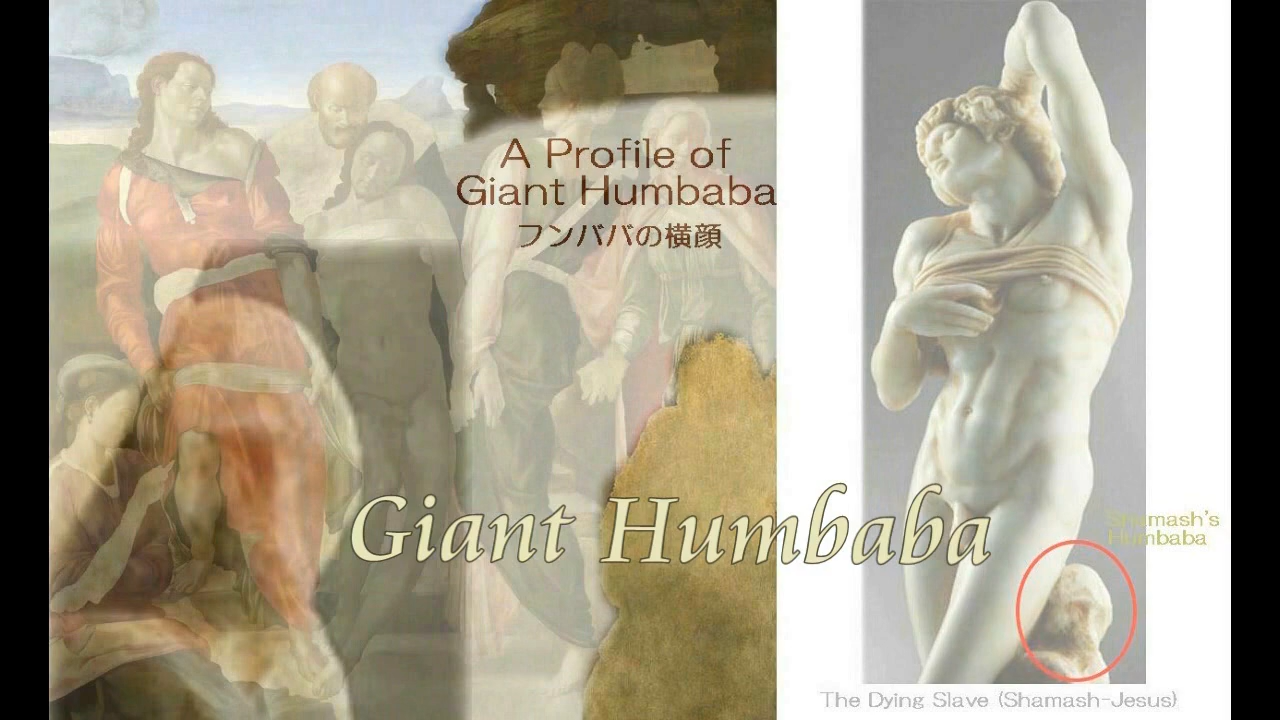 A Profile of
Giant Humbaba
フンババの横顔
Giant Humbaba
Shamash's
Humbaba
The Dying Slave (Shamash-Jesus)